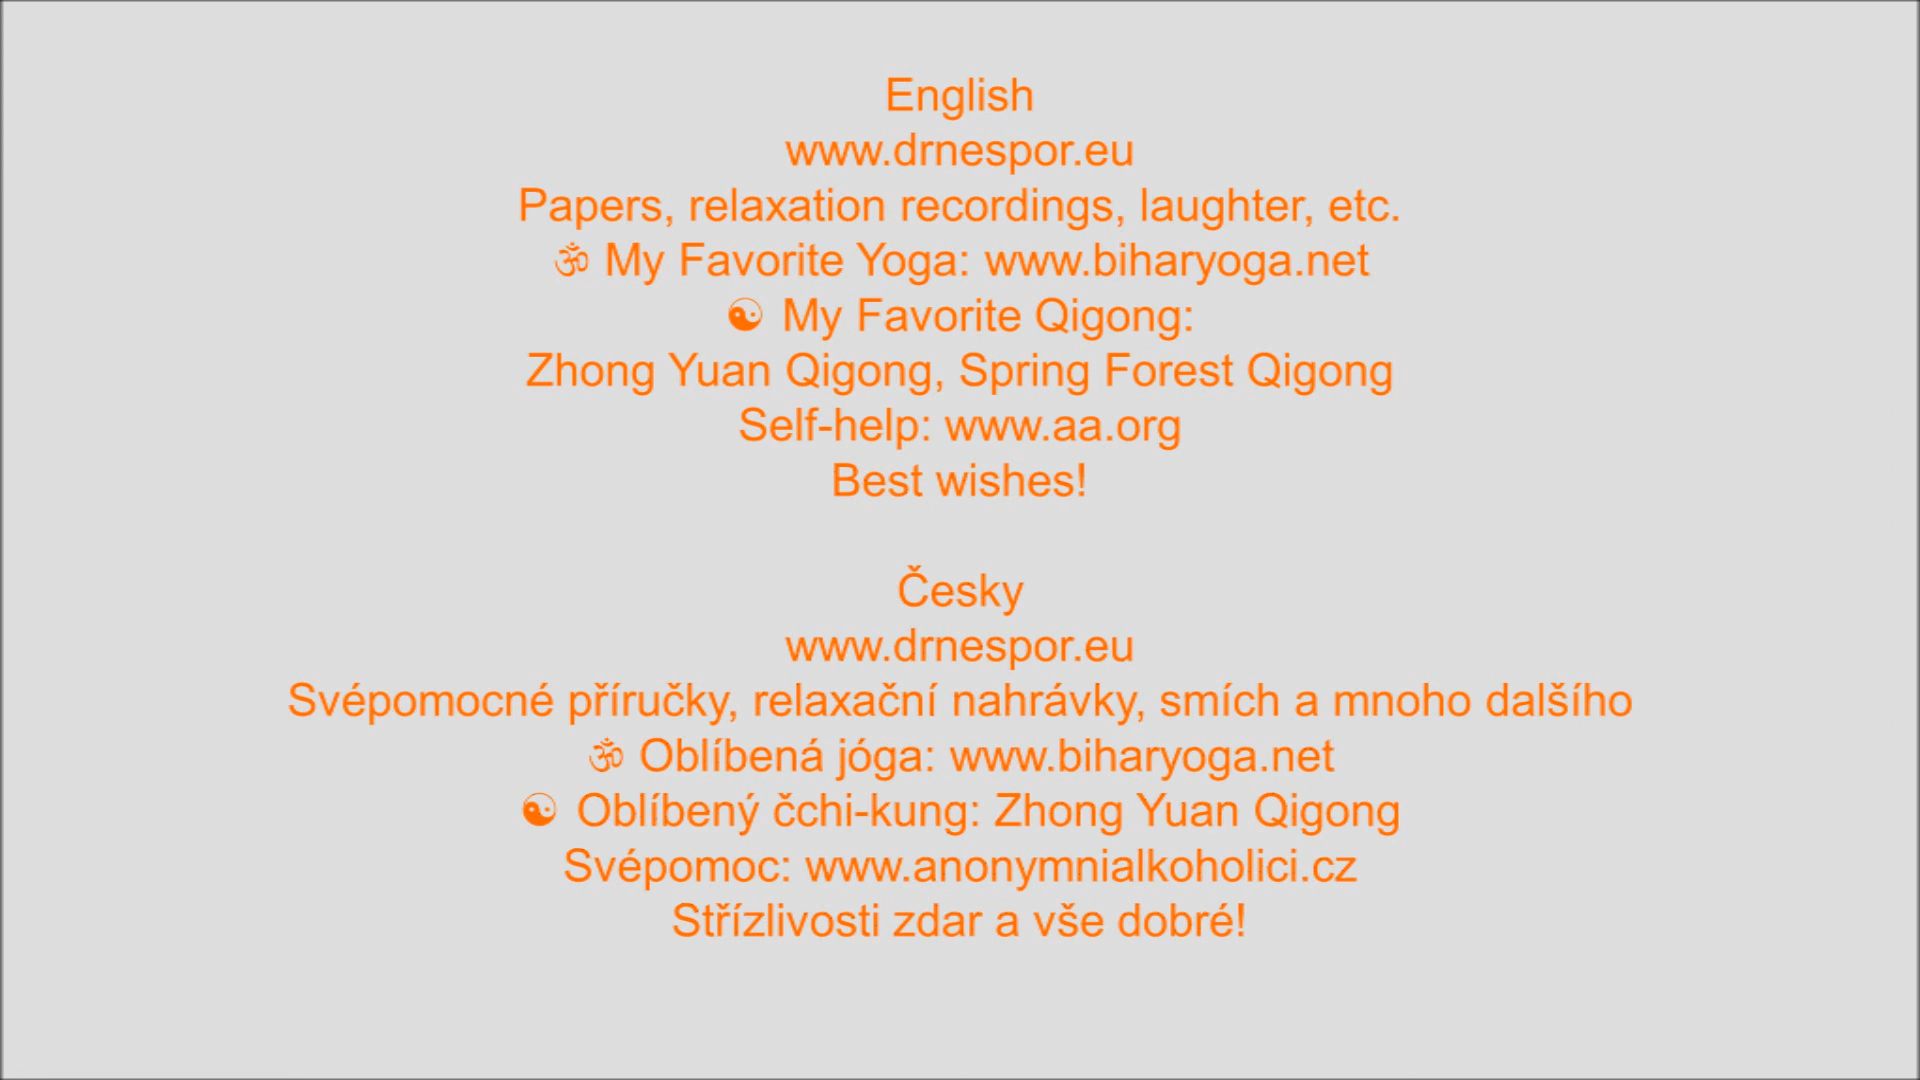 English
www.drnespor.eu
Papers, relaxation recordings, laughter, etc.
ॐ My Favorite Yoga: www.biharyoga.net
☯ My Favorite Qigong:
Zhong Yuan Qigong, Spring Forest Qigong
Self-help: www.aa.org
Best wishes!
Česky
www.drnespor.eu
Svépomocné příručky, relaxační nahrávky, smích a mnoho dalšího
ॐ Oblíbená jóga: www.biharyoga.net
☯ Oblíbený čchi-kung: Zhong Yuan Qigong
Svépomoc: www.anonymnialkoholici.cz
Střízlivosti zdar a vše dobré!